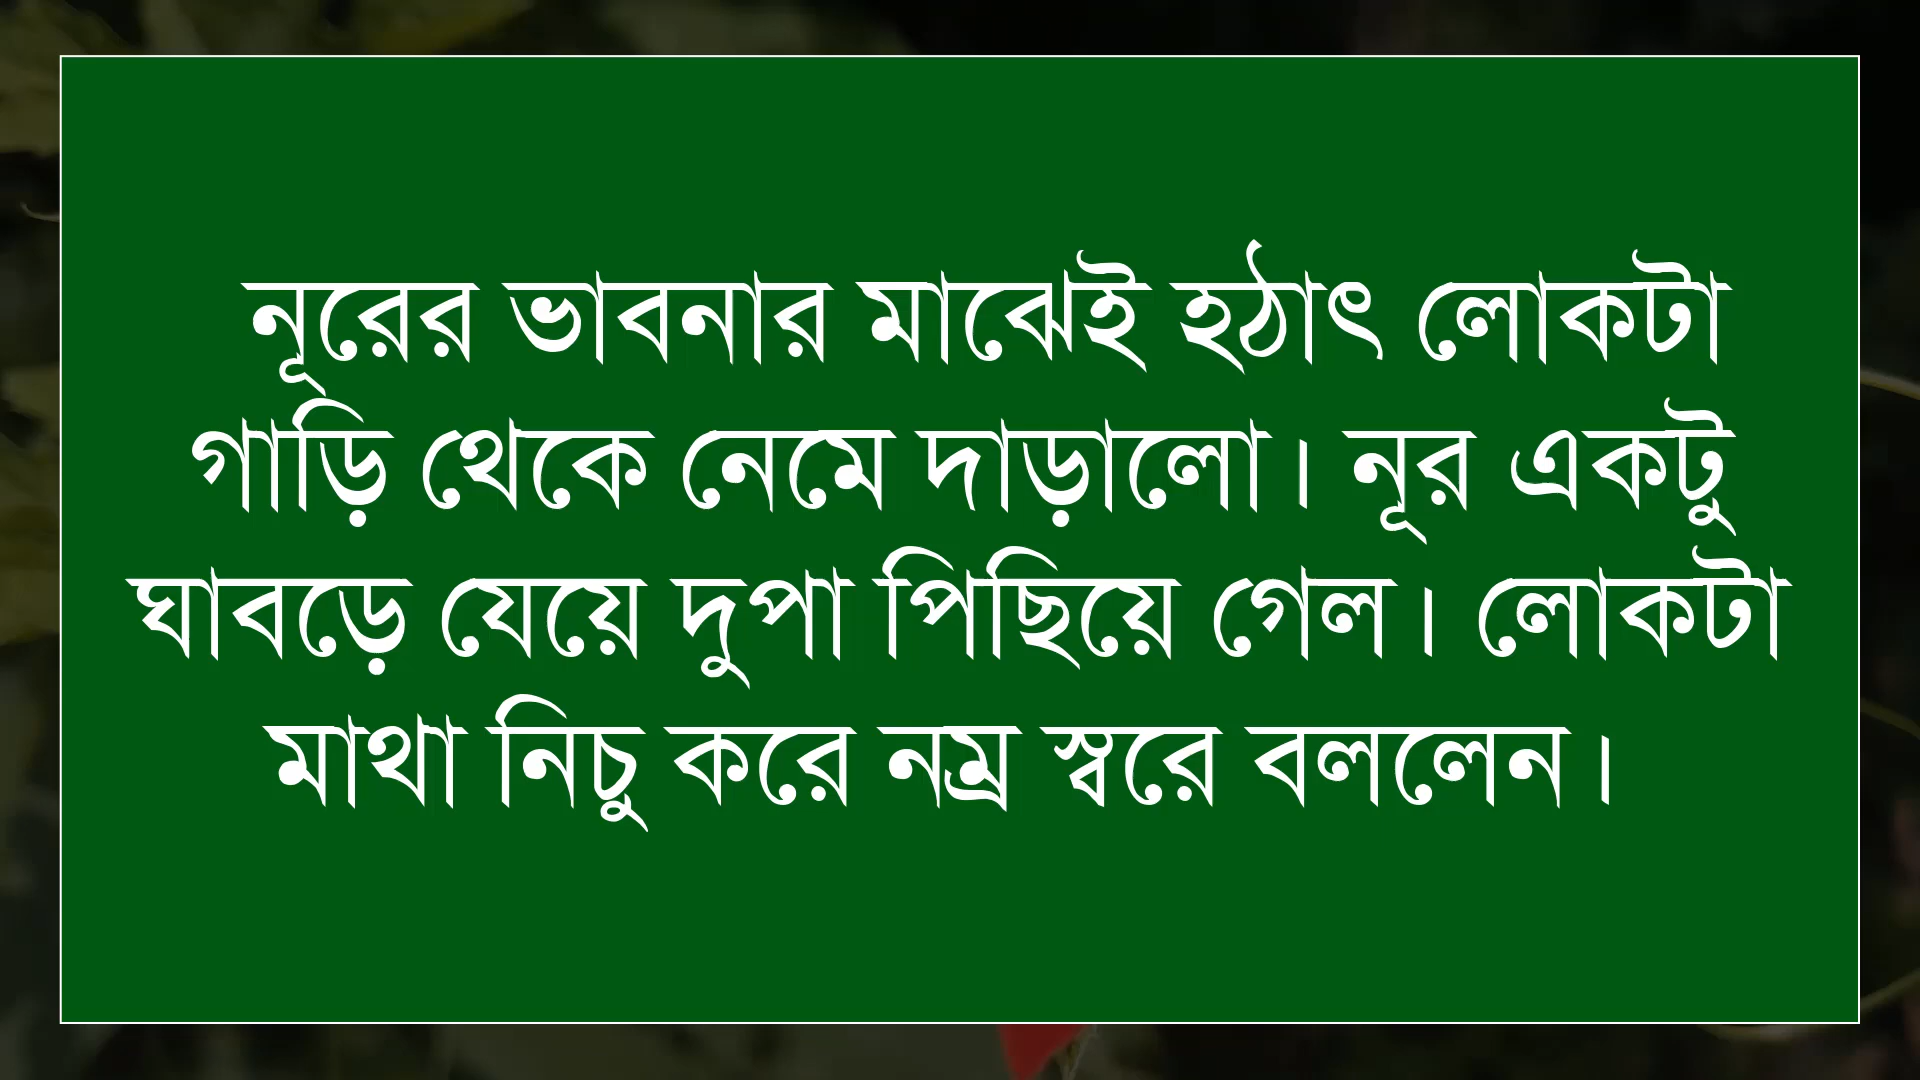 নূরের ভাবনার মাঝেই হঠাৎ লোকটা
গাড়ি থেকে নেমে দাড়ালো। নূর একটু
ঘাবড়ে যেয়ে দুপা পিছিয়ে গেল। লোকটা
মাথা নিচু করে নম্র স্বরে বললেন।